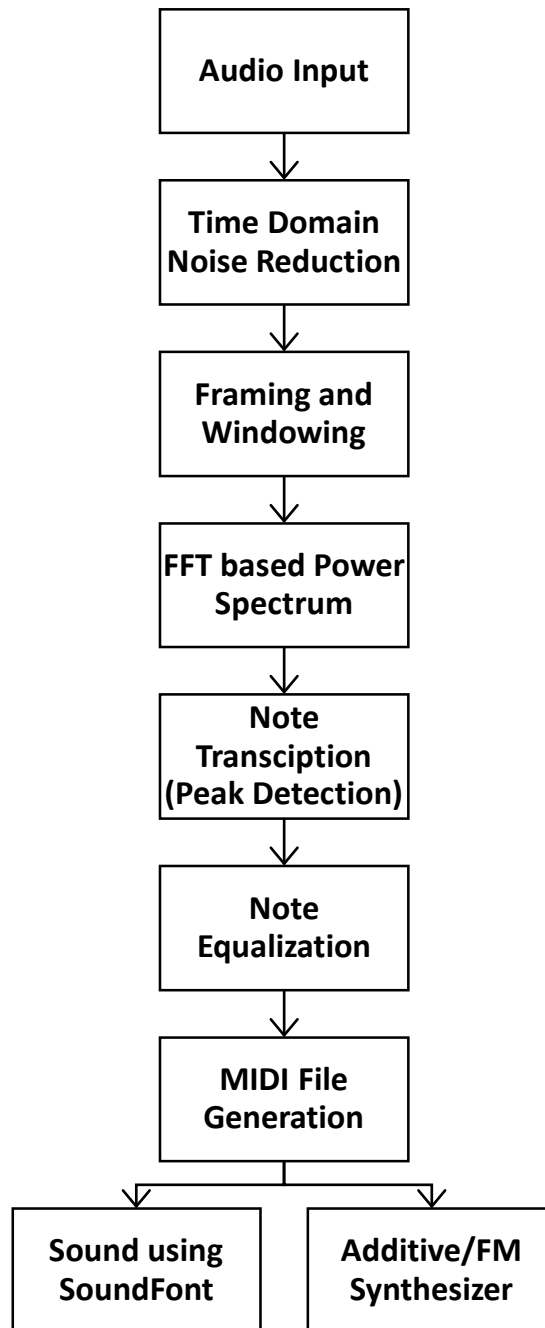 Audio Input
Time Domain
Noise Reduction
Framing and
Windowing
FFT based Power
Spectrum
Note
Transciption
(Peak Detection)
Note
Equalization
MIDI File
Generation
Sound using
SoundFont
Additive/FM
Synthesizer